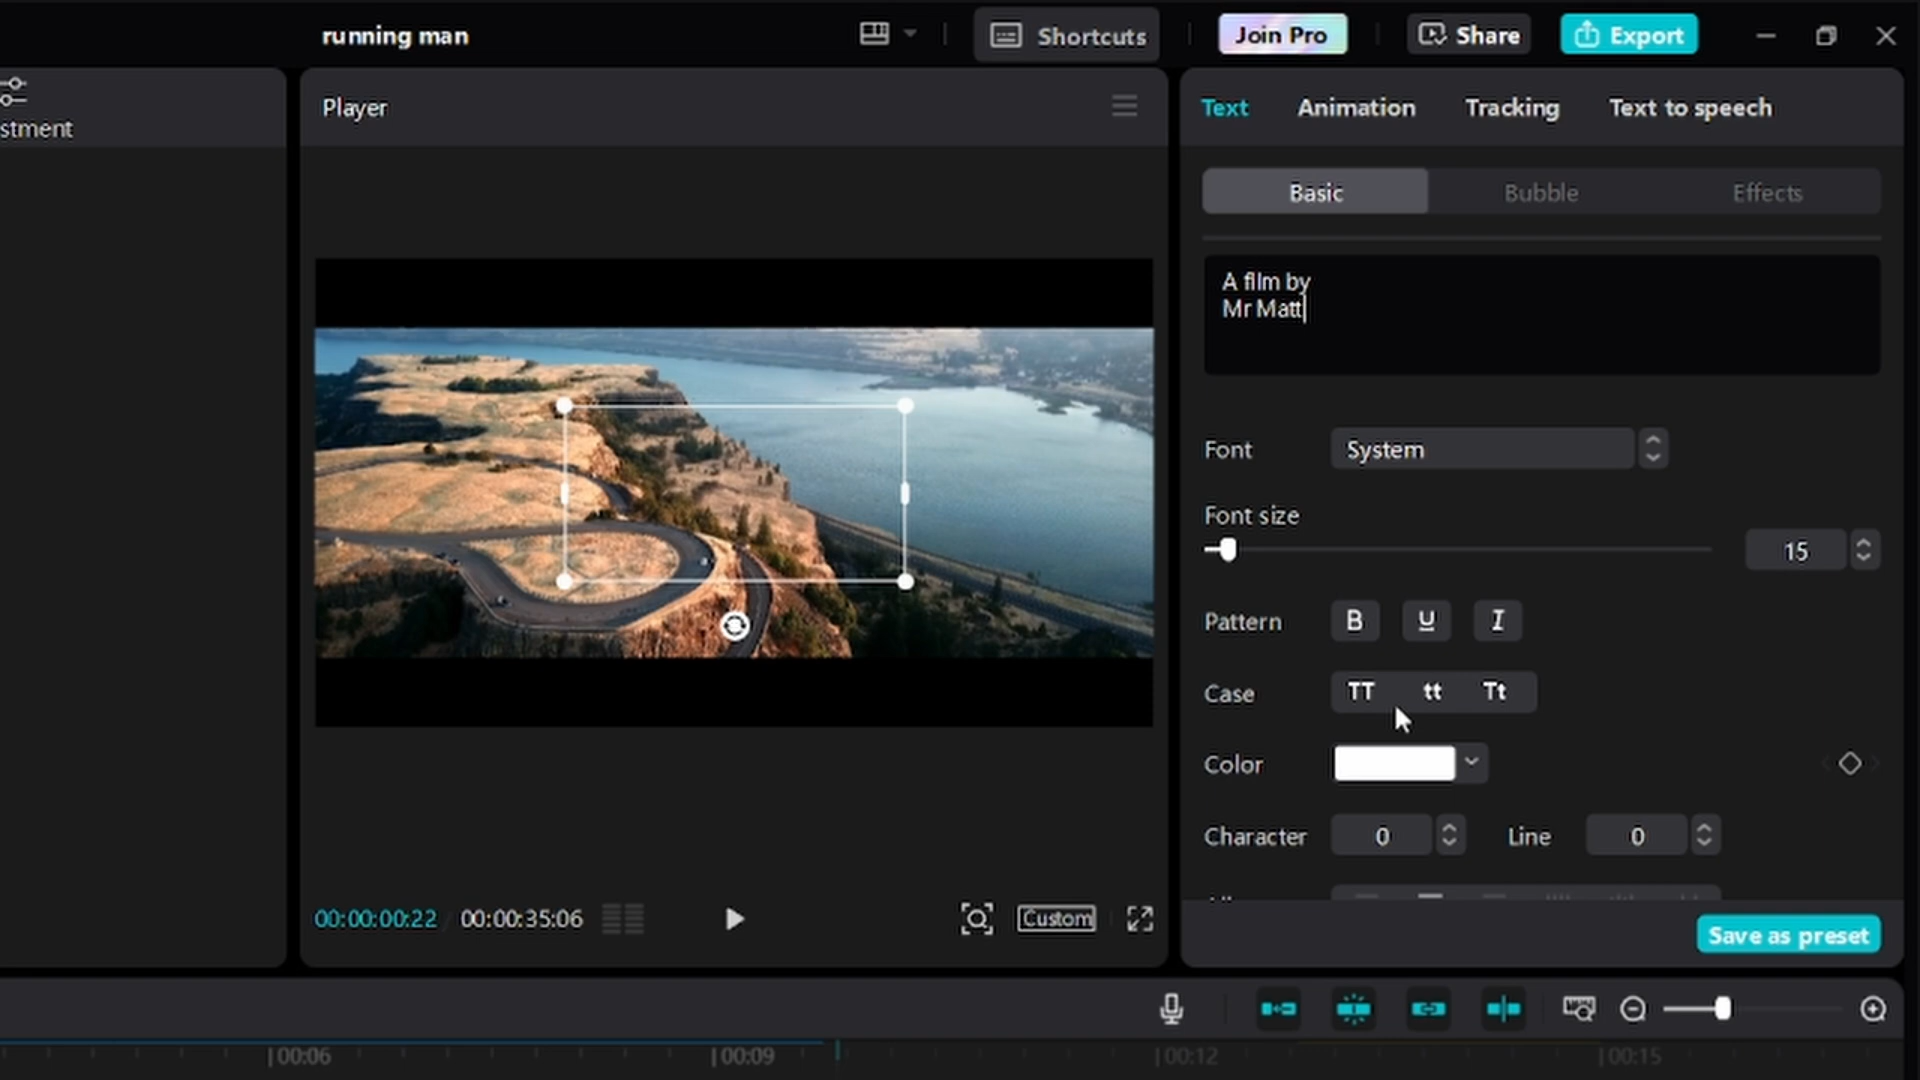 running man
Shortcuts
Join Pro
Share
Export
stment
Player
Text
Animation
Tracking
Text to speech
Basic
Bubble
Effects
A film by
Mr Matt
Font
System
Font size
15
Pattern
B
U
I
Case
TT
tt
Tt
Color
Character
0
Line
0
00:00:00:22
00:00:35:06
Custom
Save as preset
00:06
00:09
00:12
00:15